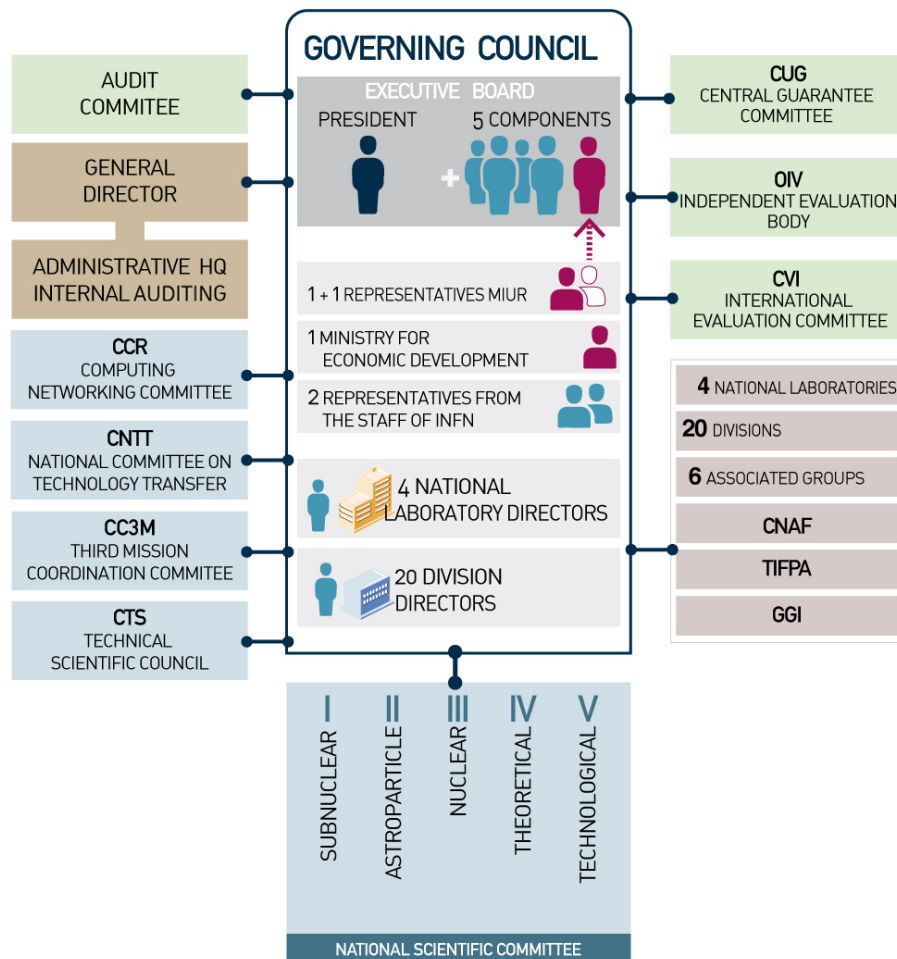 GOVERNING COUNCIL
EXECUTIVE BOARD
PRESIDENT
+
5 COMPONENTS
1 + 1 REPRESENTATIVES MIUR
1 MINISTRY FOR
ECONOMIC DEVELOPMENT
2 REPRESENTATIVES FROM
THE STAFF OF INFN
4 NATIONAL
LABORATORY DIRECTORS
20 DIVISION
DIRECTORS
AUDIT
COMMITEE
GENERAL
DIRECTOR
ADMINISTRATIVE HQ
INTERNAL AUDITING
CCR
COMPUTING
NETWORKING COMMITTEE
CNTT
NATIONAL COMMITTEE ON
TECHNOLOGY TRANSFER
CC3M
THIRD MISSION
COORDINATION COMMITEE
CTS
TECHNICAL
SCIENTIFIC COUNCIL
CUG
CENTRAL GUARANTEE
COMMITTEE
OIV
INDEPENDENT EVALUATION
BODY
CVI
INTERNATIONAL
EVALUATION COMMITTEE
4 NATIONAL LABORATORIES
20 DIVISIONS
6 ASSOCIATED GROUPS
CNAF
TIFPA
GGI
I
SUBNUCLEAR
II
ASTROPARTICLE
III
NUCLEAR
IV
THEORETICAL
V
TECHNOLOGICAL
NATIONAL SCIENTIFIC COMMITTEE